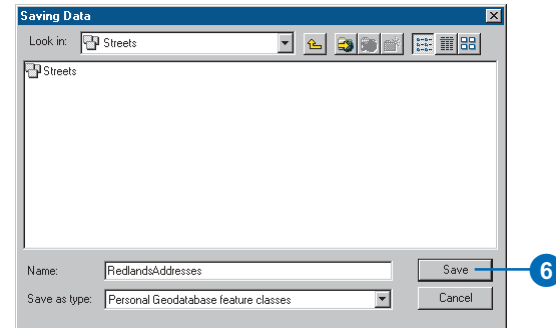 Saving Data
Look in: Streets
Streets
Name: RedlandsAddresses Save 6
Save as type: Personal Geodatabase feature classes Cancel